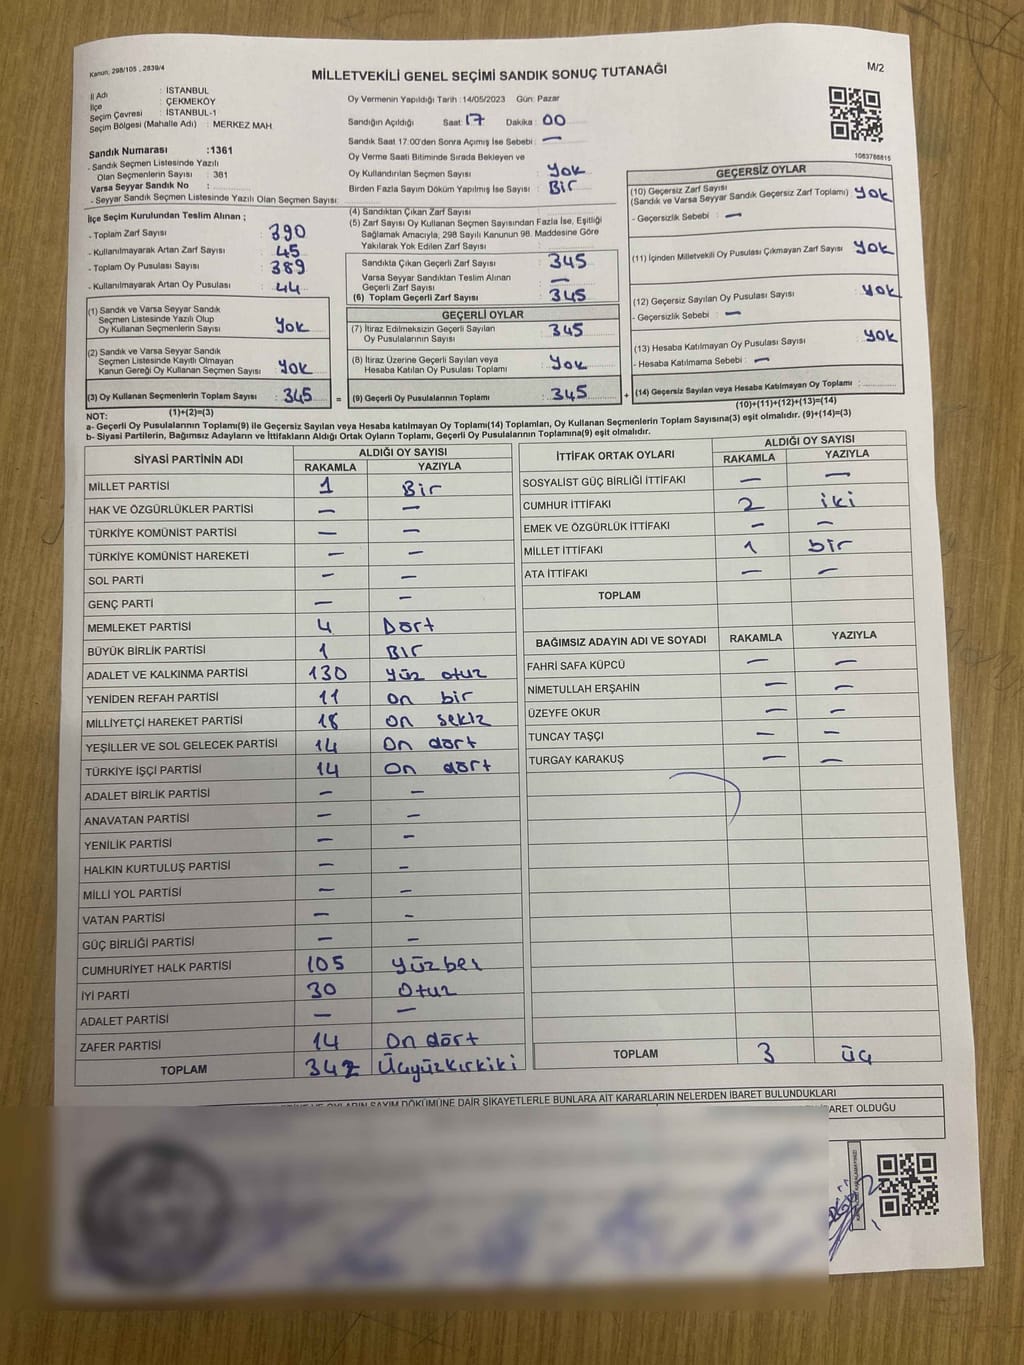 Kanun, 298/105 , 2839/4
MİLLETVEKİLİ GENEL SEÇİMİ SANDIK SONUÇ TUTANAĞI
M/2
İl Adı : İSTANBUL
İlçe : ÇEKMEKÖY
Seçim Çevresi : İSTANBUL-1
Seçim Bölgesi (Mahalle Adı) : MERKEZ MAH.
Sandık Numarası :1361
- Sandık Seçmen Listesinde Yazılı
Olan Seçmenlerin Sayısı : 381
Varsa Seyyar Sandık No :
- Seyyar Sandık Seçmen Listesinde Yazılı Olan Seçmen Sayısı:
Oy Vermenin Yapıldığı Tarih :14/05/2023 Gün: Pazar
Sandığın Açıldığı Saat: 17 Dakika: 00
Sandık Saat 17:00'den Sonra Açımış İse Sebebi: —
Oy Verme Saati Bitiminde Sırada Bekleyen ve
Oy Kullandırılan Seçmen Sayısı : Yok
Birden Fazla Sayım Döküm Yapılmış İse Sayısı : Bir
1083788815
İlçe Seçim Kurulundan Teslim Alınan ;
- Toplam Zarf Sayısı : 390
- Kullanılmayarak Artan Zarf Sayısı : 45
- Toplam Oy Pusulası Sayısı : 389
- Kullanılmayarak Artan Oy Pusulası : 44
(1) Sandık ve Varsa Seyyar Sandık
Seçmen Listesinde Yazılı Olup
Oy Kullanan Seçmenlerin Sayısı : Yok
(2) Sandık ve Varsa Seyyar Sandık
Seçmen Listesinde Kayıtlı Olmayan
Kanun Gereği Oy Kullanan Seçmen Sayısı : Yok
(3) Oy Kullanan Seçmenlerin Toplam Sayısı : 345 =
(1)+(2)=(3)
(4) Sandıktan Çıkan Zarf Sayısı :
(5) Zarf Sayısı Oy Kullanan Seçmen Sayısından Fazla İse, Eşitliği
Sağlamak Amacıyla, 298 Sayılı Kanunun 98. Maddesine Göre
Yakılarak Yok Edilen Zarf Sayısı :
Sandıkta Çıkan Geçerli Zarf Sayısı : 345
Varsa Seyyar Sandıktan Teslim Alınan
Geçerli Zarf Sayısı : —
(6) Toplam Geçerli Zarf Sayısı : 345
GEÇERLİ OYLAR
(7) İtiraz Edilmeksizin Geçerli Sayılan
Oy Pusulalarının Sayısı : 345
(8) İtiraz Üzerine Geçerli Sayılan veya
Hesaba Katılan Oy Pusulası Toplamı : Yok
(9) Geçerli Oy Pusulalarının Toplamı : 345 +
GEÇERSİZ OYLAR
(10) Geçersiz Zarf Sayısı
(Sandık ve Varsa Seyyar Sandık Geçersiz Zarf Toplamı) : Yok
- Geçersizlik Sebebi : —
(11) İçinden Milletvekili Oy Pusulası Çıkmayan Zarf Sayısı : Yok
(12) Geçersiz Sayılan Oy Pusulası Sayısı : Yok
- Geçersizlik Sebebi : —
(13) Hesaba Katılmayan Oy Pusulası Sayısı : Yok
- Hesaba Katılmama Sebebi : —
(14) Geçersiz Sayılan veya Hesaba Katılmayan Oy Toplamı :
(10)+(11)+(12)+(13)=(14)
NOT:
a- Geçerli Oy Pusulalarının Toplamı(9) ile Geçersiz Sayılan veya Hesaba katılmayan Oy Toplamı(14) Toplamları, Oy Kullanan Seçmenlerin Toplam Sayısına(3) eşit olmalıdır. (9)+(14)=(3)
b- Siyasi Partilerin, Bağımsız Adayların ve İttifakların Aldığı Ortak Oyların Toplamı, Geçerli Oy Pusulalarının Toplamına(9) eşit olmalıdır.
SİYASİ PARTİNİN ADI ALDIĞI OY SAYISI
RAKAMLA YAZIYLA
MİLLET PARTİSİ 1 Bir
HAK VE ÖZGÜRLÜKLER PARTİSİ — —
TÜRKİYE KOMÜNİST PARTİSİ — —
TÜRKİYE KOMÜNİST HAREKETİ — —
SOL PARTİ — —
GENÇ PARTİ — —
MEMLEKET PARTİSİ 4 Dört
BÜYÜK BİRLİK PARTİSİ 1 BIR
ADALET VE KALKINMA PARTİSİ 130 Yüz otuz
YENİDEN REFAH PARTİSİ 11 on bir
MİLLİYETÇİ HAREKET PARTİSİ 18 on sekiz
YEŞİLLER VE SOL GELECEK PARTİSİ 14 On dört
TÜRKİYE İŞÇİ PARTİSİ 14 On dört
ADALET BİRLİK PARTİSİ — —
ANAVATAN PARTİSİ — —
YENİLİK PARTİSİ — —
HALKIN KURTULUŞ PARTİSİ — —
MİLLİ YOL PARTİSİ — —
VATAN PARTİSİ — —
GÜÇ BİRLİĞİ PARTİSİ — —
CUMHURİYET HALK PARTİSİ 105 Yüzbeş
İYİ PARTİ 30 Otuz
ADALET PARTİSİ — —
ZAFER PARTİSİ 14 On dört
TOPLAM 342 Üçyüzkırkiki
İTTİFAK ORTAK OYLARI ALDIĞI OY SAYISI
RAKAMLA YAZIYLA
SOSYALİST GÜÇ BİRLİĞİ İTTİFAKI — —
CUMHUR İTTİFAKI 2 iki
EMEK VE ÖZGÜRLÜK İTTİFAKI — —
MİLLET İTTİFAKI 1 bir
ATA İTTİFAKI — —
TOPLAM
BAĞIMSIZ ADAYIN ADI VE SOYADI RAKAMLA YAZIYLA
FAHRİ SAFA KÜPCÜ — —
NİMETULLAH ERŞAHİN — —
ÜZEYFE OKUR — —
TUNCAY TAŞÇI — —
TURGAY KARAKUŞ — —
TOPLAM 3 üç
OYLARIN SAYIM DÖKÜMÜNE DAİR ŞİKAYETLERLE BUNLARA AİT KARARLARIN NELERDEN İBARET BULUNDUKLARI
OLDUĞU